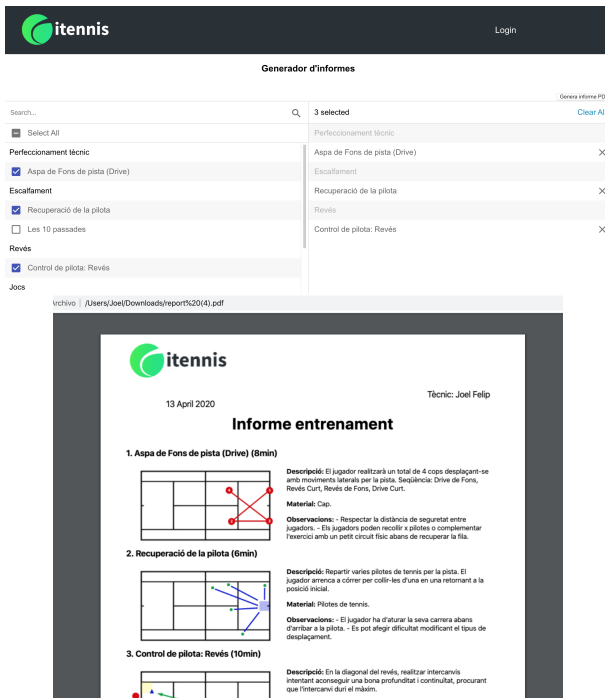 itennis
Login
Generador d'informes
Genera informe PD
Search...
3 selected
Clear Al
Select All
Perfeccionament tècnic
Perfeccionament tècnic
Aspa de Fons de pista (Drive)
Aspa de Fons de pista (Drive)
Escalfament
Escalfament
Recuperació de la pilota
Recuperació de la pilota
Les 10 passades
Revés
Control de pilota: Revés
Revés
Control de pilota: Revés
Jocs
Archivo | /Users/Joel/Downloads/report%20(4).pdf
itennis
Tècnic: Joel Felip
13 April 2020
Informe entrenament
1. Aspa de Fons de pista (Drive) (8min)
Descripció: El jugador realitzarà un total de 4 cops desplaçant-se
amb moviments laterals per la pista. Seqüència: Drive de Fons,
Revés Curt, Revés de Fons, Drive Curt.
Material: Cap.
Observacions: - Respectar la distància de seguretat entre
jugadors. - Els jugadors poden recollir x pilotes o complementar
l'exercici amb un petit circuit físic abans de recuperar la fila.
2. Recuperació de la pilota (6min)
Descripció: Repartir varies pilotes de tennis per la pista. El
jugador arrenca a córrer per collir-les d'una en una retornant a la
posició inicial.
Material: Pilotes de tennis.
Observacions: - El jugador ha d'aturar la seva carrera abans
d'arribar a la pilota. - Es pot afegir dificultat modificant el tipus de
desplaçament.
3. Control de pilota: Revés (10min)
Descripció: En la diagonal del revés, realitzar intercanvis
intentant aconseguir una bona profunditat i continuïtat, procurant
que l'intercanvi duri el màxim.